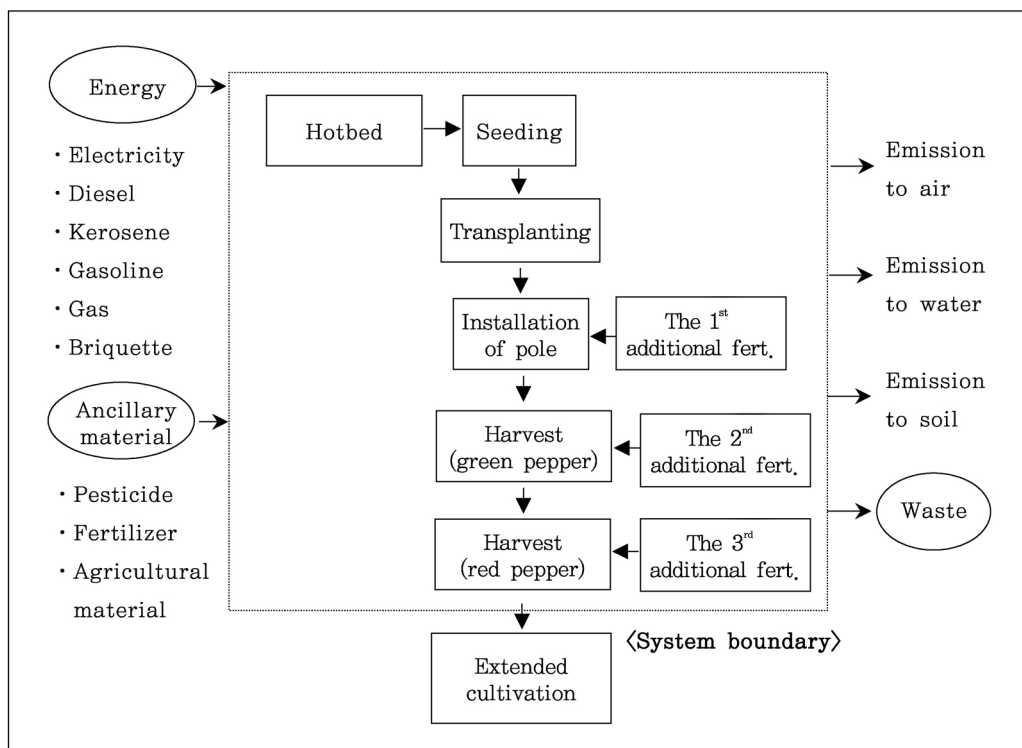 Energy
· Electricity
· Diesel
· Kerosene
· Gasoline
· Gas
· Briquette
Ancillary
material
· Pesticide
· Fertilizer
· Agricultural
material
Hotbed
Seeding
Transplanting
Installation
of pole
The 1st
additional fert.
Harvest
(green pepper)
The 2nd
additional fert.
Harvest
(red pepper)
The 3rd
additional fert.
〈System boundary〉
Extended
cultivation
Emission
to air
Emission
to water
Emission
to soil
Waste